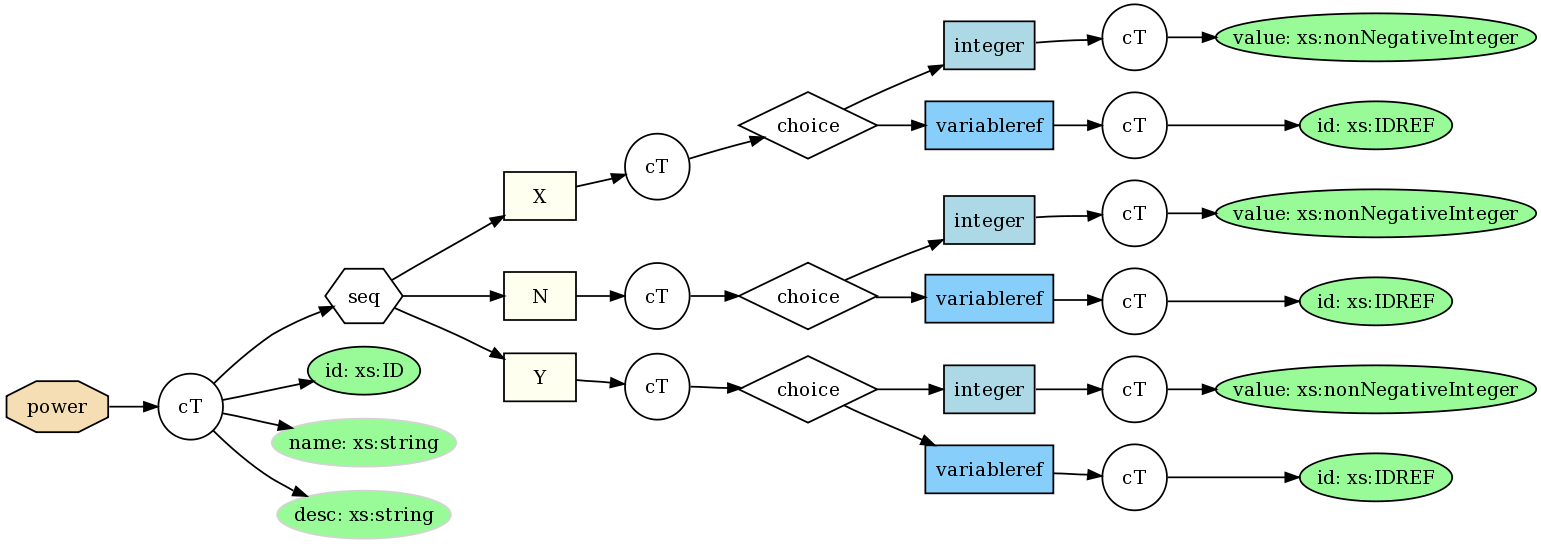 power
cT
seq
id: xs:ID
name: xs:string
desc: xs:string
X
cT
choice
integer
cT
value: xs:nonNegativeInteger
variableref
cT
id: xs:IDREF
N
cT
choice
integer
cT
value: xs:nonNegativeInteger
variableref
cT
id: xs:IDREF
Y
cT
choice
integer
cT
value: xs:nonNegativeInteger
variableref
cT
id: xs:IDREF